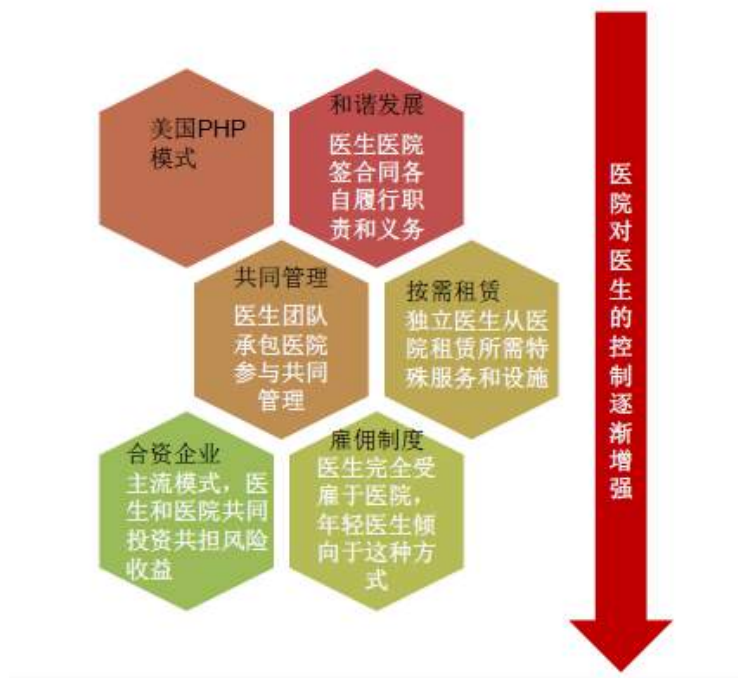 美国PHP
模式
和谐发展
医生医院
签合同各
自履行职
责和义务
共同管理
医生团队
承包医院
参与共同
管理
按需租赁
独立医生从医
院租赁所需特
殊服务和设施
合资企业
主流模式，医
生和医院共同
投资共担风险
收益
雇佣制度
医生完全受
雇于医院，
年轻医生倾
向于这种方
式
医院对医生的控制逐渐增强